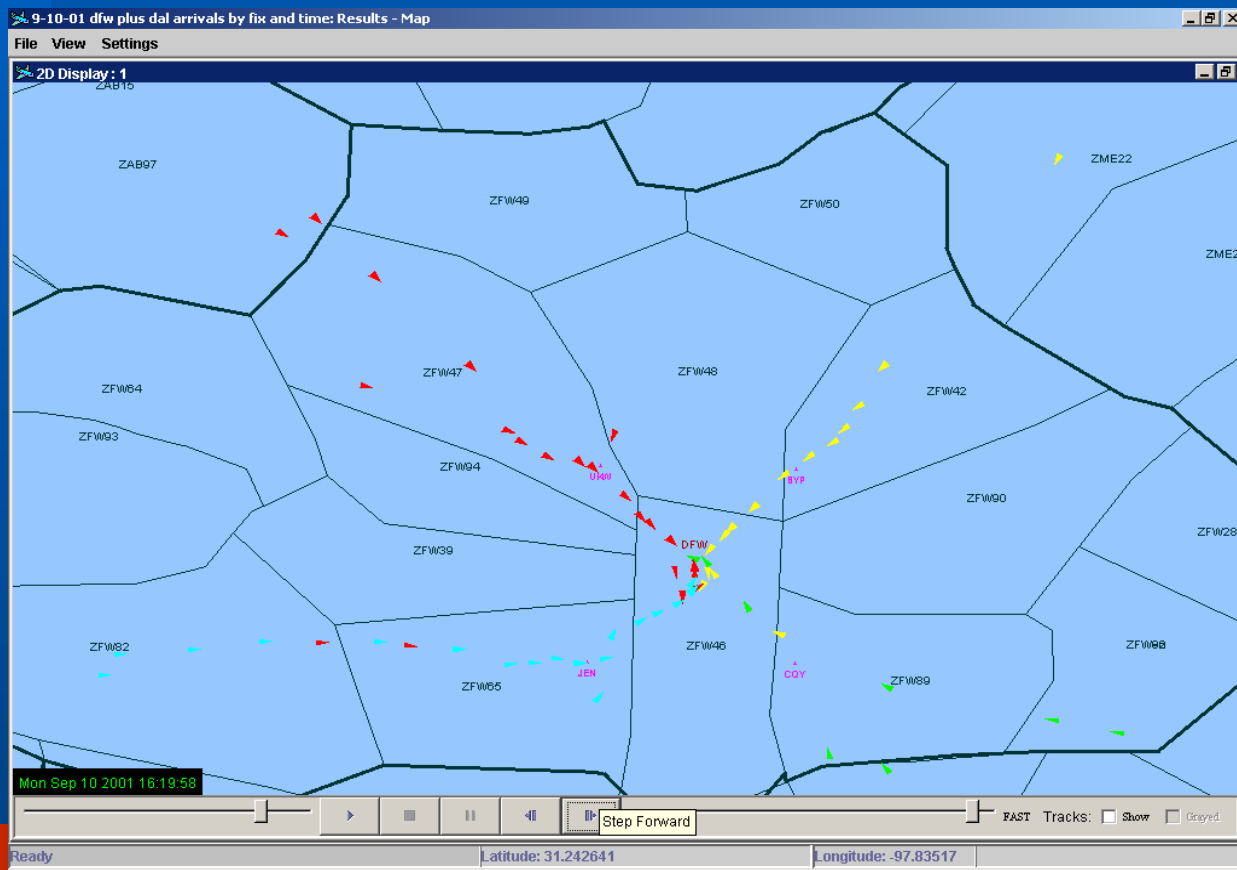 9-10-01 dfw plus dal arrivals by fix and time: Results - Map
File View Settings
2D Display : 1
ZAB15
ZAB97
ZME22
ZFW49
ZFW50
ZME2
ZFW47
ZFW48
ZFW42
ZFW64
ZFW93
ZFW94
UKW
BYP
ZFW90
ZFW28
DFW
ZFW39
ZFW82
ZFW46
JEN
CQY
ZFW65
ZFW89
Mon Sep 10 2001 16:19:58
Step Forward
FAST Tracks: Show Grayed
Ready Latitude: 31.242641 Longitude: -97.83517